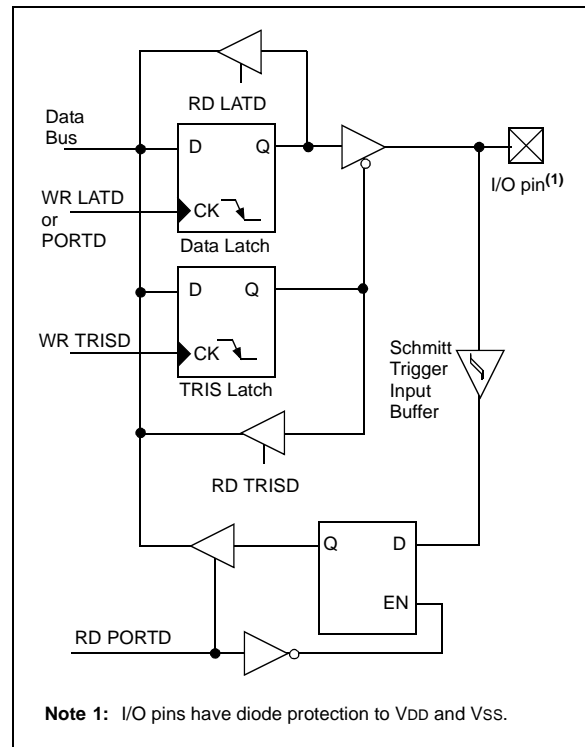 RD LATD
Data
Bus
D Q
I/O pin(1)
WR LATD
or
PORTD
CK
Data Latch
D Q
WR TRISD
CK
TRIS Latch
Schmitt
Trigger
Input
Buffer
RD TRISD
Q D
EN
RD PORTD
Note 1: I/O pins have diode protection to VDD and VSS.